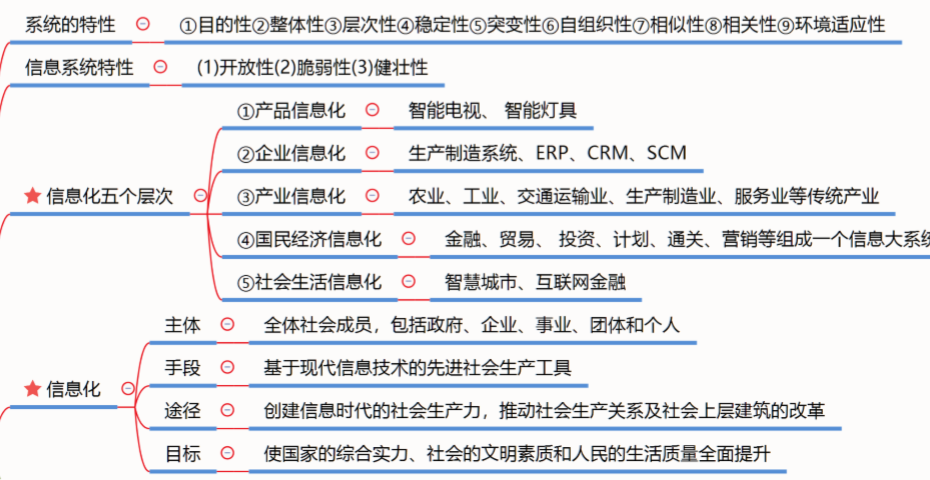 系统的特性 ①目的性②整体性③层次性④稳定性⑤突变性⑥自组织性⑦相似性⑧相关性⑨环境适应性
信息系统特性 (1)开放性(2)脆弱性(3)健壮性
信息化五个层次
①产品信息化 智能电视、 智能灯具
②企业信息化 生产制造系统、ERP、CRM、SCM
③产业信息化 农业、工业、交通运输业、生产制造业、服务业等传统产业
④国民经济信息化 金融、贸易、 投资、计划、通关、营销等组成一个信息大系统
⑤社会生活信息化 智慧城市、互联网金融
信息化
主体 全体社会成员，包括政府、企业、事业、团体和个人
手段 基于现代信息技术的先进社会生产工具
途径 创建信息时代的社会生产力，推动社会生产关系及社会上层建筑的改革
目标 使国家的综合实力、社会的文明素质和人民的生活质量全面提升